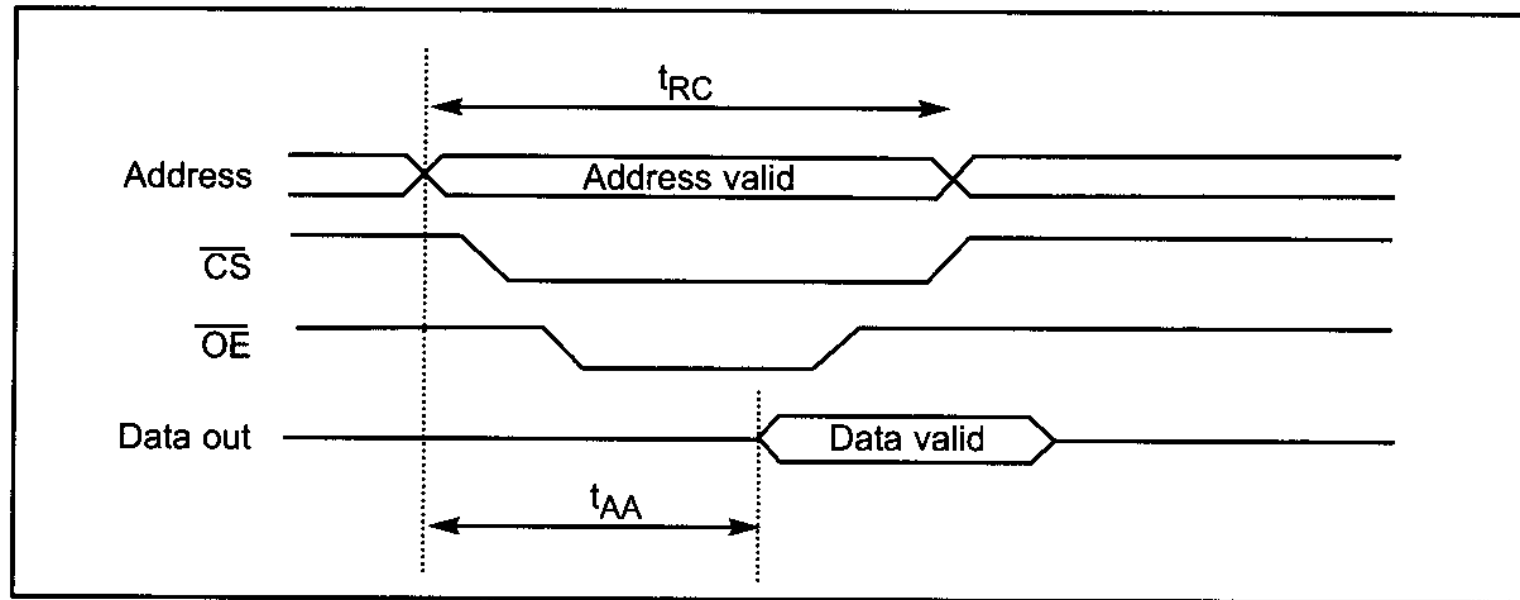 tRC
Address
Address valid
CS
OE
Data out
Data valid
tAA